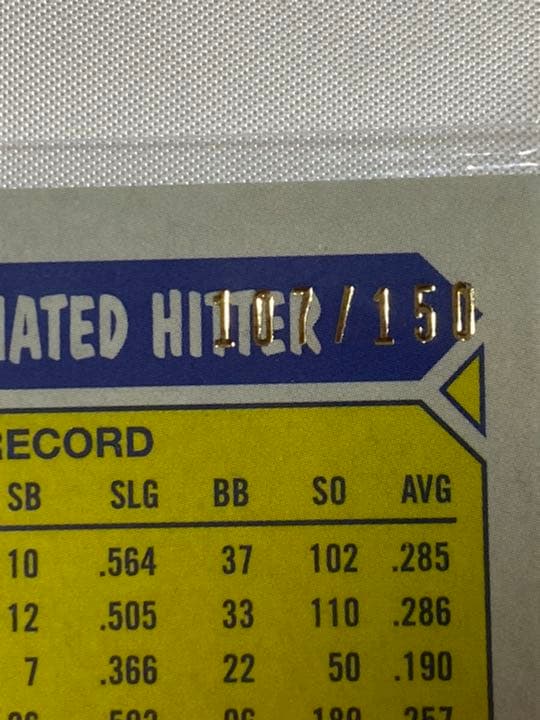 NATED HITTER 107/150
RECORD
SB SLG BB SO AVG
10 .564 37 102 .285
12 .505 33 110 .286
7 .366 22 50 .190